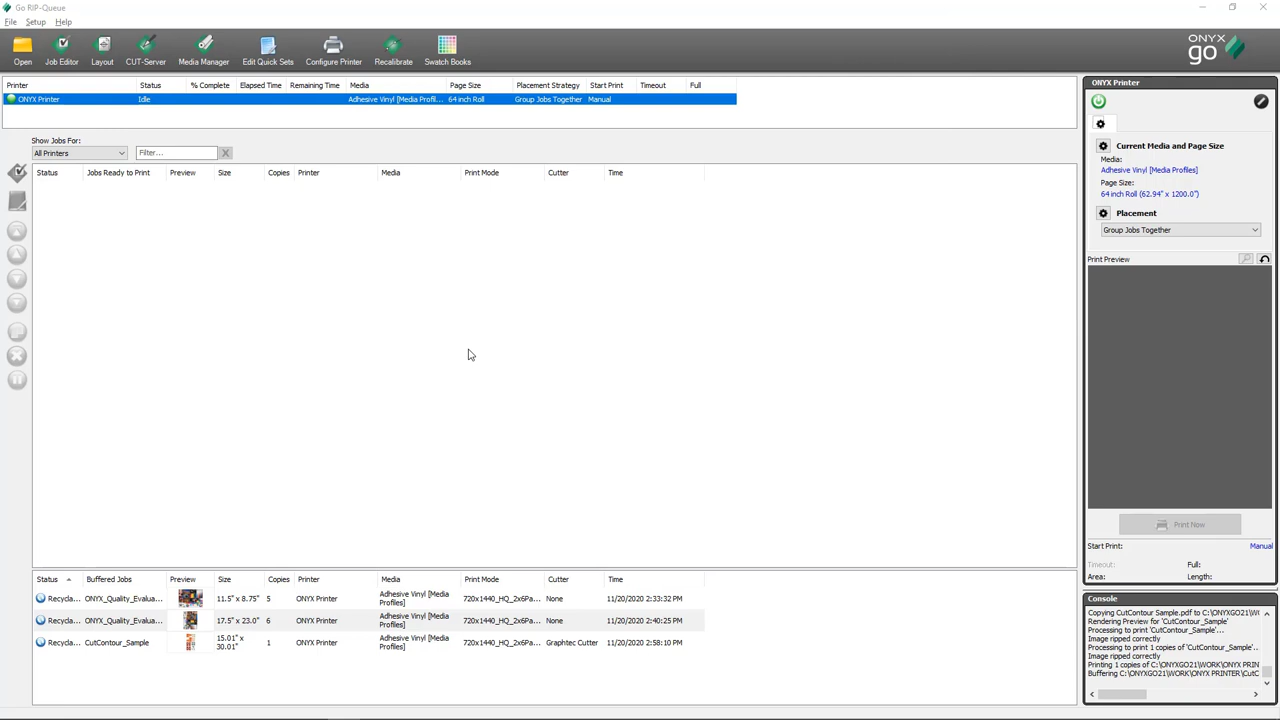 Go RIP-Queue
File Setup Help
Open Job Editor Layout CUT-Server Media Manager Edit Quick Sets Configure Printer Recalibrate Swatch Books
ONYX
go
Printer Status % Complete Elapsed Time Remaining Time Media Page Size Placement Strategy Start Print Timeout Full
ONYX Printer Idle Adhesive Vinyl [Media Profil... 64 inch Roll Group Jobs Together Manual
Show Jobs For:
All Printers Filter... X
Status Jobs Ready to Print Preview Size Copies Printer Media Print Mode Cutter Time
ONYX Printer
Current Media and Page Size
Media:
Adhesive Vinyl [Media Profiles]
Page Size:
64 inch Roll (62.94" x 1200.0")
Placement
Group Jobs Together
Print Preview
Print Now
Start Print: Manual
Timeout: Full:
Area: Length:
Status Buffered Jobs Preview Size Copies Printer Media Print Mode Cutter Time
Recycla... ONYX_Quality_Evalua... 11.5" x 8.75" 5 ONYX Printer Adhesive Vinyl [Media Profiles] 720x1440_HQ_2x6Pa... None 11/20/2020 2:33:32 PM
Recycla... ONYX_Quality_Evalua... 17.5" x 23.0" 6 ONYX Printer Adhesive Vinyl [Media Profiles] 720x1440_HQ_2x6Pa... None 11/20/2020 2:40:25 PM
Recycla... CutContour_Sample 15.01" x 30.01" 1 ONYX Printer Adhesive Vinyl [Media Profiles] 720x1440_HQ_2x6Pa... Graphtec Cutter 11/20/2020 2:58:10 PM
Console
Copying CutContour Sample.pdf to C:\ONYXGO21\WO
Rendering Preview for 'CutContour_Sample'
Processing to print 'CutContour_Sample'...
Image ripped correctly
Processing to print 1 copies of 'CutContour_Sample'...
Image ripped correctly
Printing 1 copies of C:\ONYXGO21\WORK\ONYX PRIN
Buffering C:\ONYXGO21\WORK\ONYX PRINTER\CutC